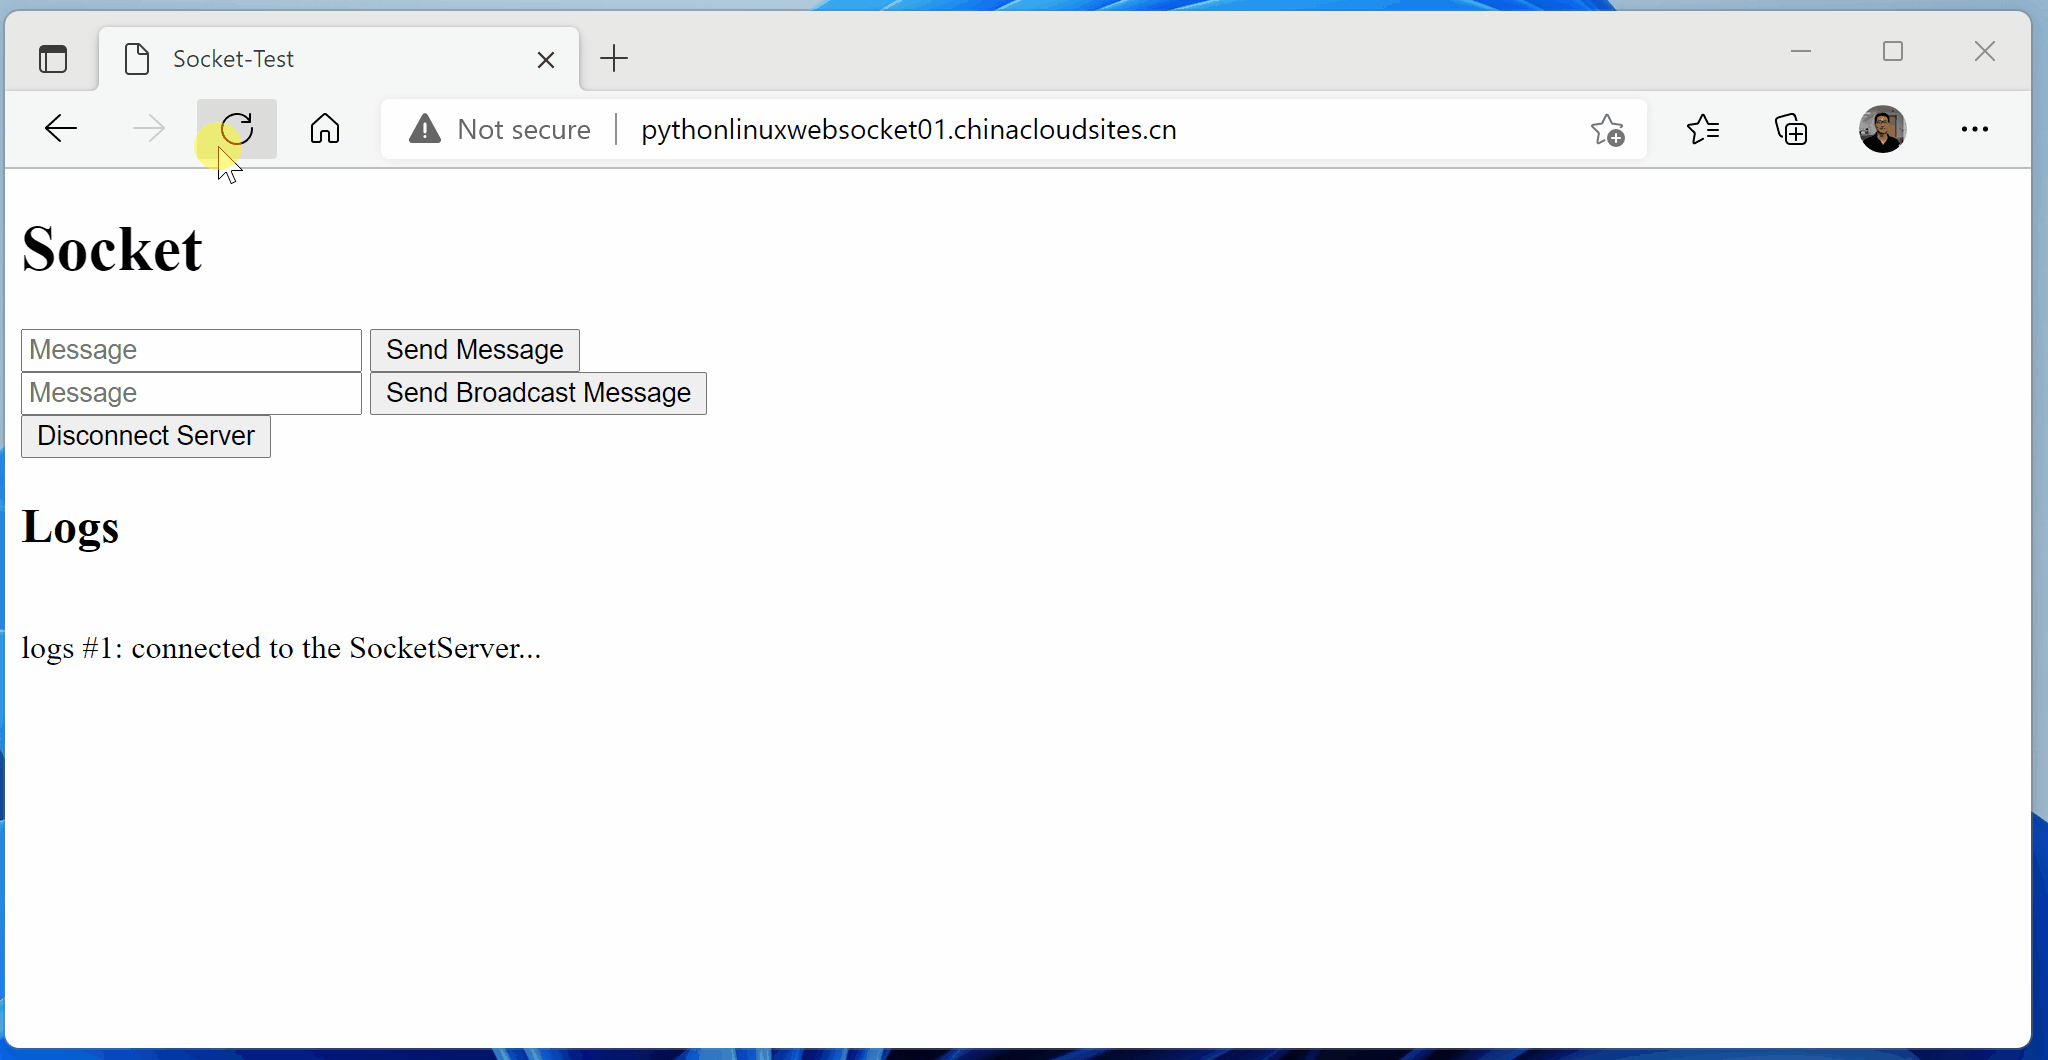 Socket-Test
Not secure pythonlinuxwebsocket01.chinacloudsites.cn
Socket
Message Send Message
Message Send Broadcast Message
Disconnect Server
Logs
logs #1: connected to the SocketServer...